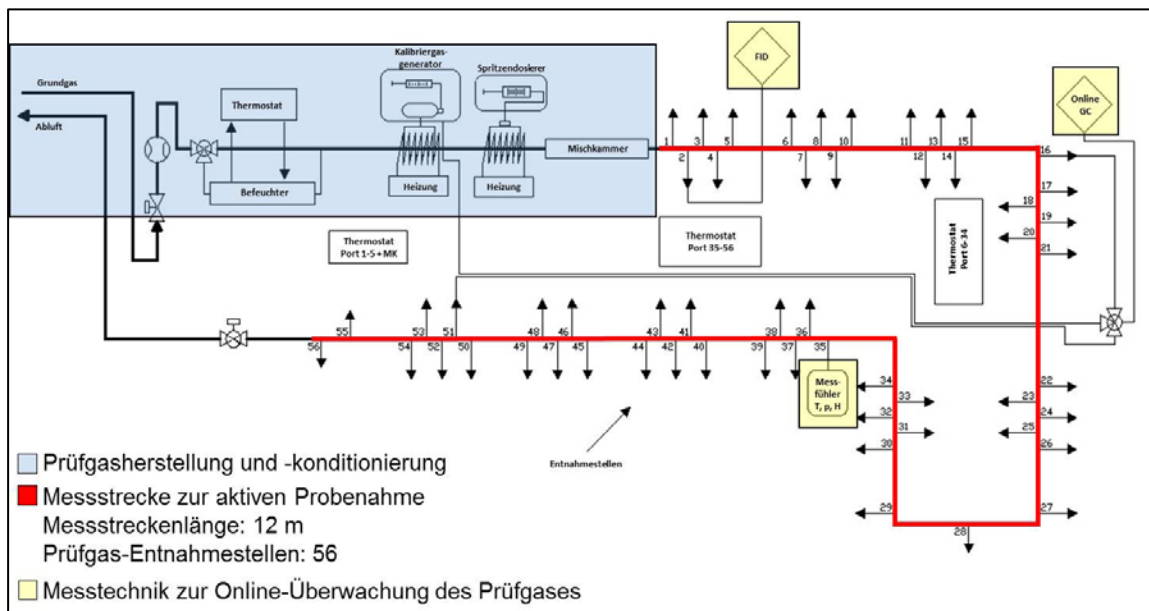 Kalibriergas-
generator
Spritzendosierer
Grundgas
Abluft
Thermostat
Befeuchter
Heizung
Heizung
Mischkammer
FID
Online
GC
1
3
5
6
8
10
11
13
15
2
4
7
9
12
14
16
17
18
19
20
21
Thermostat
Port 1-5 + MK
Thermostat
Port 35-56
Thermostat
Port 6-34
55
53
51
48
46
43
41
38
36
56
54
52
50
49
47
45
44
42
40
39
37
35
Mess-
fühler
T, p, H
34
33
32
31
30
29
28
22
23
24
25
26
27
Entnahmestellen
Prüfgasherstellung und -konditionierung
Messstrecke zur aktiven Probenahme
Messstreckenlänge: 12 m
Prüfgas-Entnahmestellen: 56
Messtechnik zur Online-Überwachung des Prüfgases